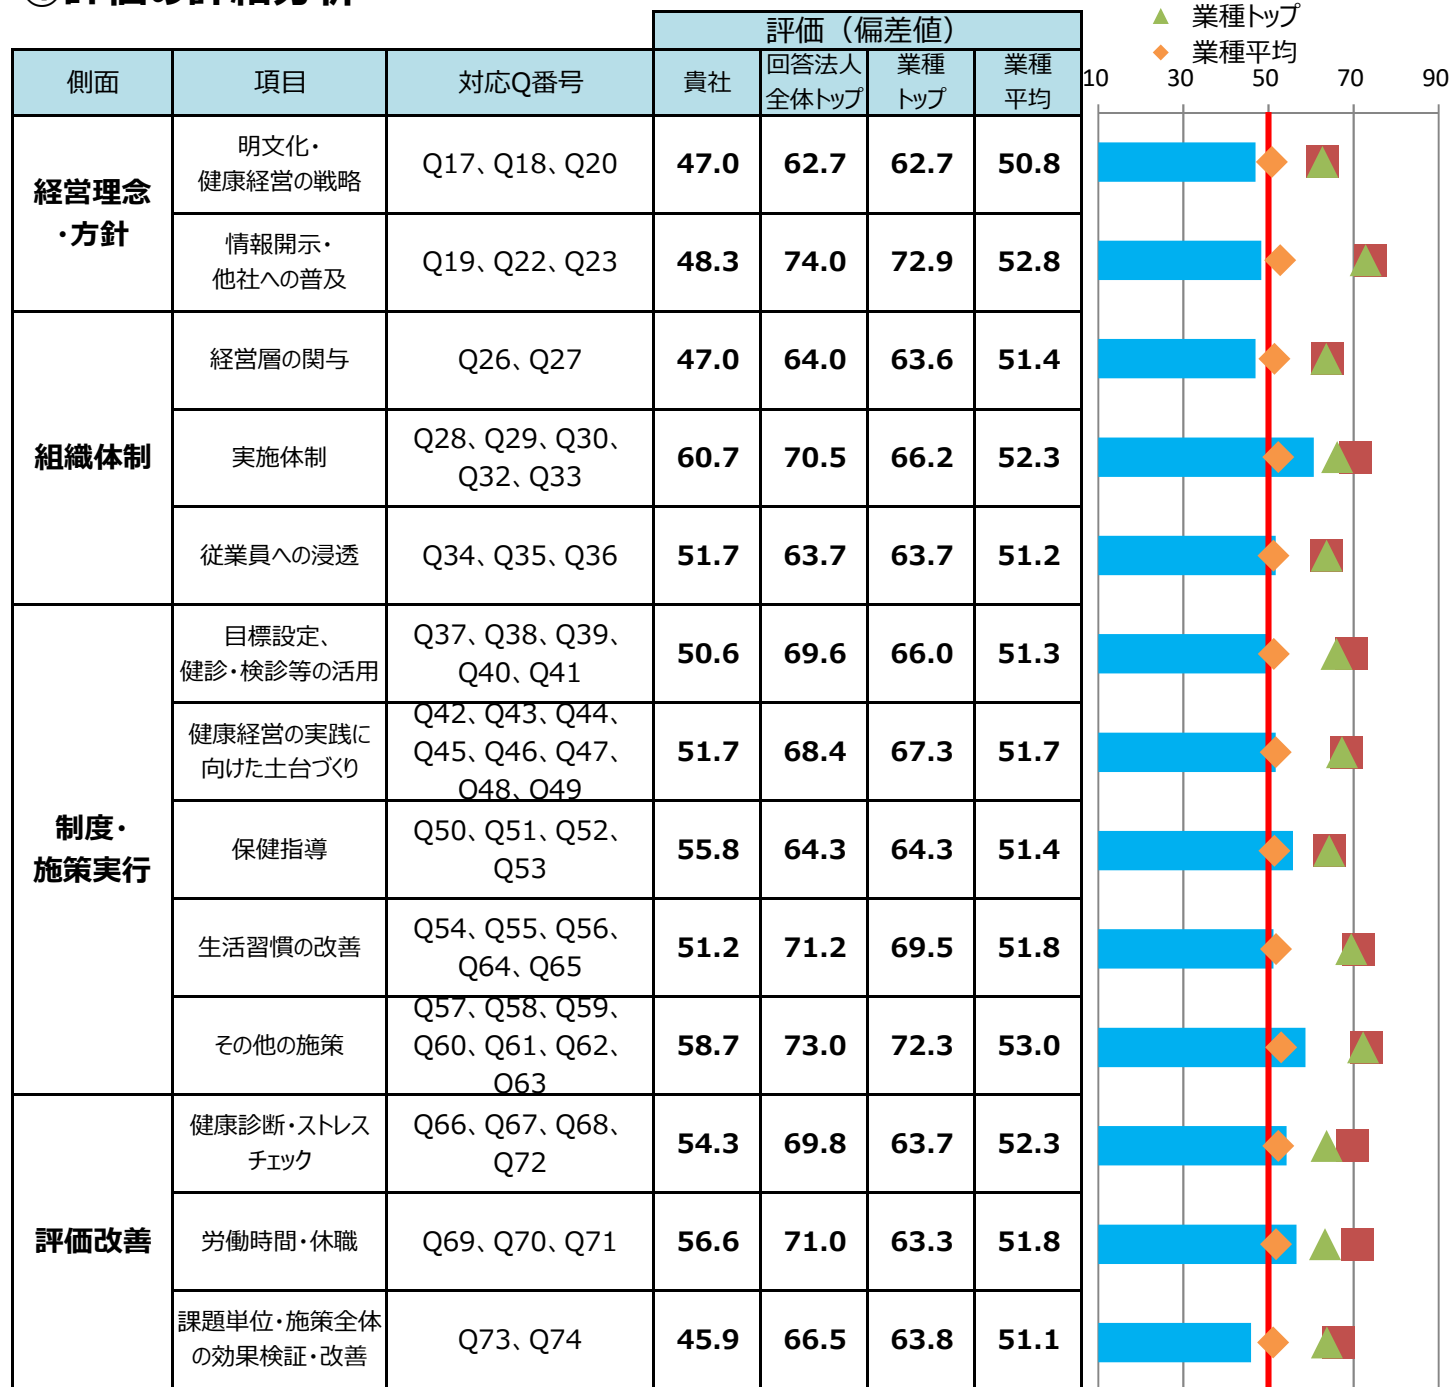 評価の詳細分析
業種トップ
業種平均
評価（偏差値）
側面 項目 対応Q番号 貴社 回答法人 業種 業種
全体トップ トップ 平均
10 30 50 70 90
経営理念
・方針
明文化・
健康経営の戦略
Q17、Q18、Q20 47.0 62.7 62.7 50.8
情報開示・
他社への普及
Q19、Q22、Q23 48.3 74.0 72.9 52.8
組織体制
経営層の関与 Q26、Q27 47.0 64.0 63.6 51.4
実施体制
Q28、Q29、Q30、
Q32、Q33
60.7 70.5 66.2 52.3
従業員への浸透 Q34、Q35、Q36 51.7 63.7 63.7 51.2
制度・
施策実行
目標設定、
健診・検診等の活用
Q37、Q38、Q39、
Q40、Q41
50.6 69.6 66.0 51.3
健康経営の実践に
向けた土台づくり
Q42、Q43、Q44、
Q45、Q46、Q47、
Q48、Q49
51.7 68.4 67.3 51.7
保健指導
Q50、Q51、Q52、
Q53
55.8 64.3 64.3 51.4
生活習慣の改善
Q54、Q55、Q56、
Q64、Q65
51.2 71.2 69.5 51.8
その他の施策
Q57、Q58、Q59、
Q60、Q61、Q62、
Q63
58.7 73.0 72.3 53.0
評価改善
健康診断・ストレス
チェック
Q66、Q67、Q68、
Q72
54.3 69.8 63.7 52.3
労働時間・休職 Q69、Q70、Q71 56.6 71.0 63.3 51.8
課題単位・施策全体
の効果検証・改善
Q73、Q74 45.9 66.5 63.8 51.1